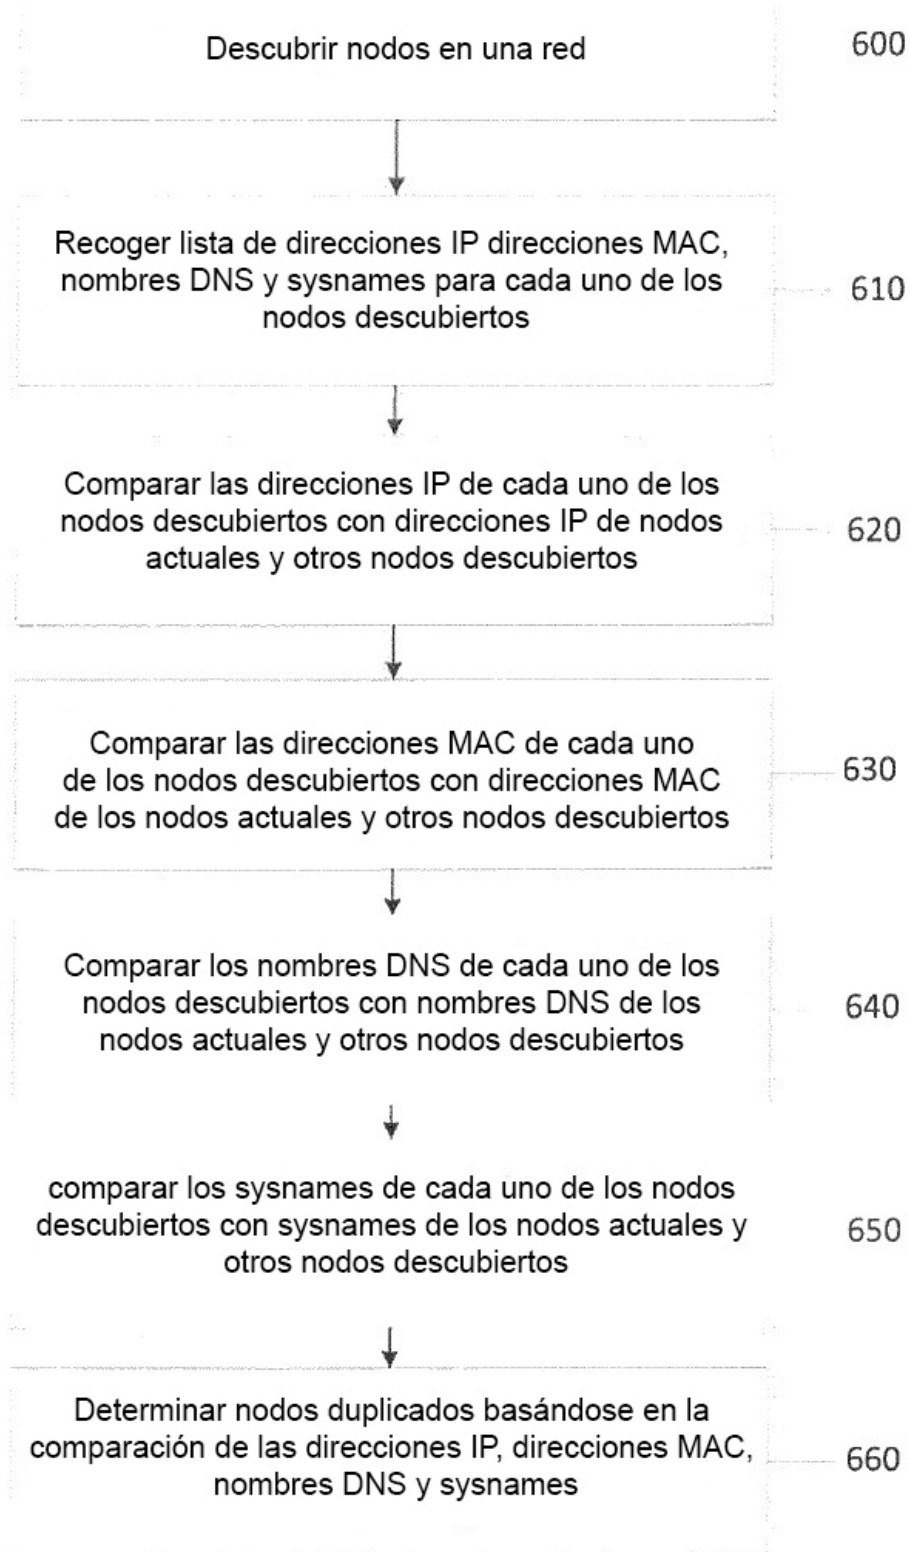 Descubrir nodos en una red
600
Recoger lista de direcciones IP direcciones MAC,
nombres DNS y sysnames para cada uno de los
nodos descubiertos
610
Comparar las direcciones IP de cada uno de los
nodos descubiertos con direcciones IP de nodos
actuales y otros nodos descubiertos
620
Comparar las direcciones MAC de cada uno
de los nodos descubiertos con direcciones MAC
de los nodos actuales y otros nodos descubiertos
630
Comparar los nombres DNS de cada uno de los
nodos descubiertos con nombres DNS de los
nodos actuales y otros nodos descubiertos
640
comparar los sysnames de cada uno de los nodos
descubiertos con sysnames de los nodos actuales y
otros nodos descubiertos
650
Determinar nodos duplicados basándose en la
comparación de las direcciones IP, direcciones MAC,
nombres DNS y sysnames
660